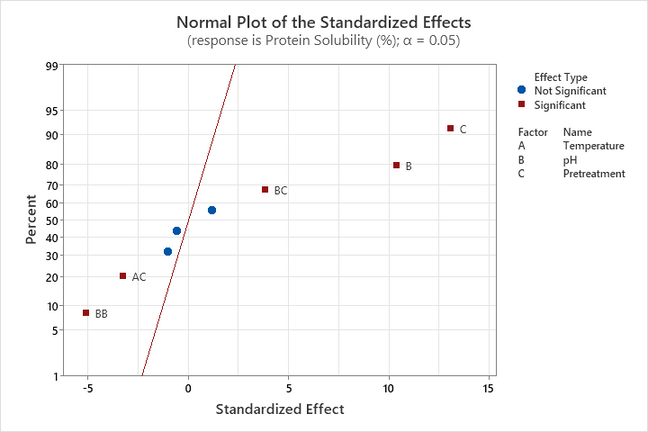 Normal Plot of the Standardized Effects
(response is Protein Solubility (%); α = 0.05)
99
95
90
80
70
60
50
40
30
20
10
5
1
Percent
C
B
BC
AC
BB
-5
0
5
10
15
Standardized Effect
Effect Type
Not Significant
Significant
Factor Name
A Temperature
B pH
C Pretreatment